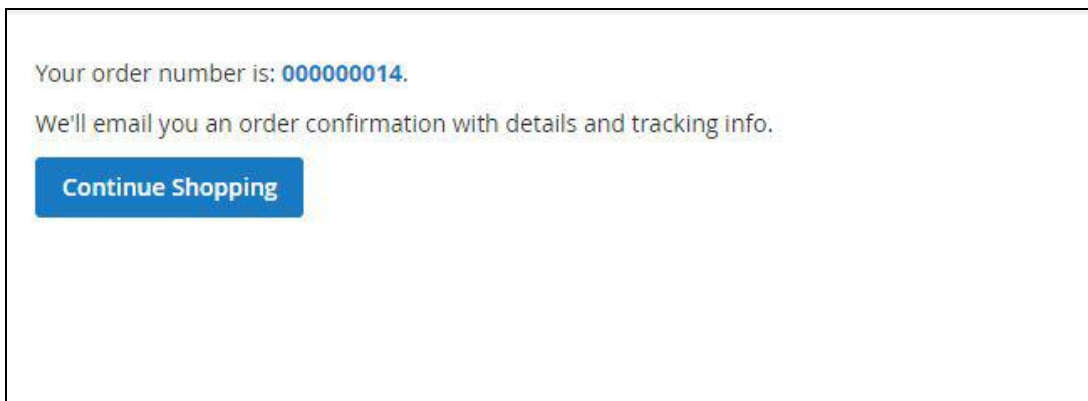 Your order number is: 000000014.
We'll email you an order confirmation with details and tracking info.
Continue Shopping